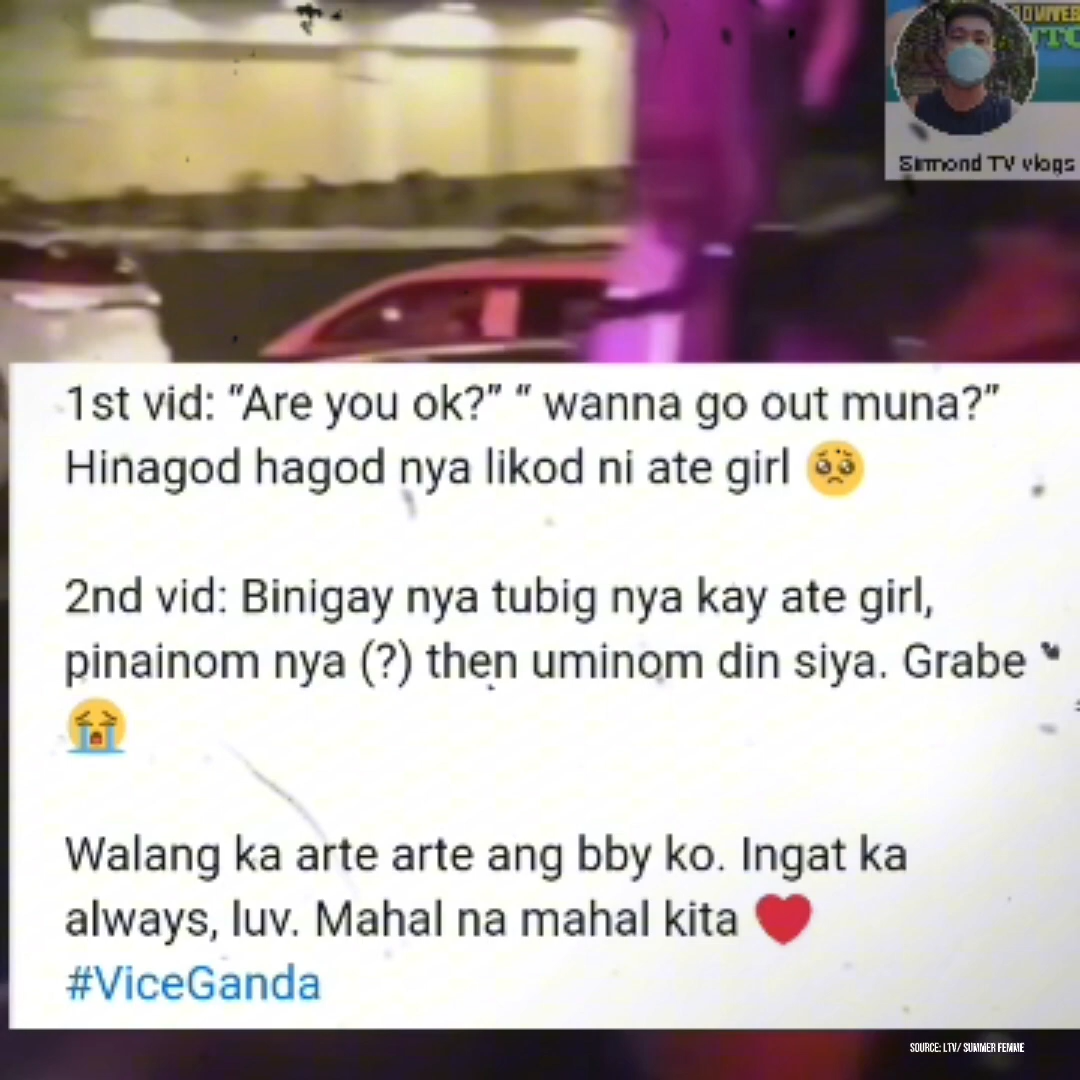 Sirmond TV vlogs
1st vid: “Are you ok?” “ wanna go out muna?”
Hinagod hagod nya likod ni ate girl 🥺
2nd vid: Binigay nya tubig nya kay ate girl,
pinainom nya (?) then uminom din siya. Grabe
😭
Walang ka arte arte ang bby ko. Ingat ka
always, luv. Mahal na mahal kita ❤️
#ViceGanda
SOURCE: LTV/ SUMMER FEMME